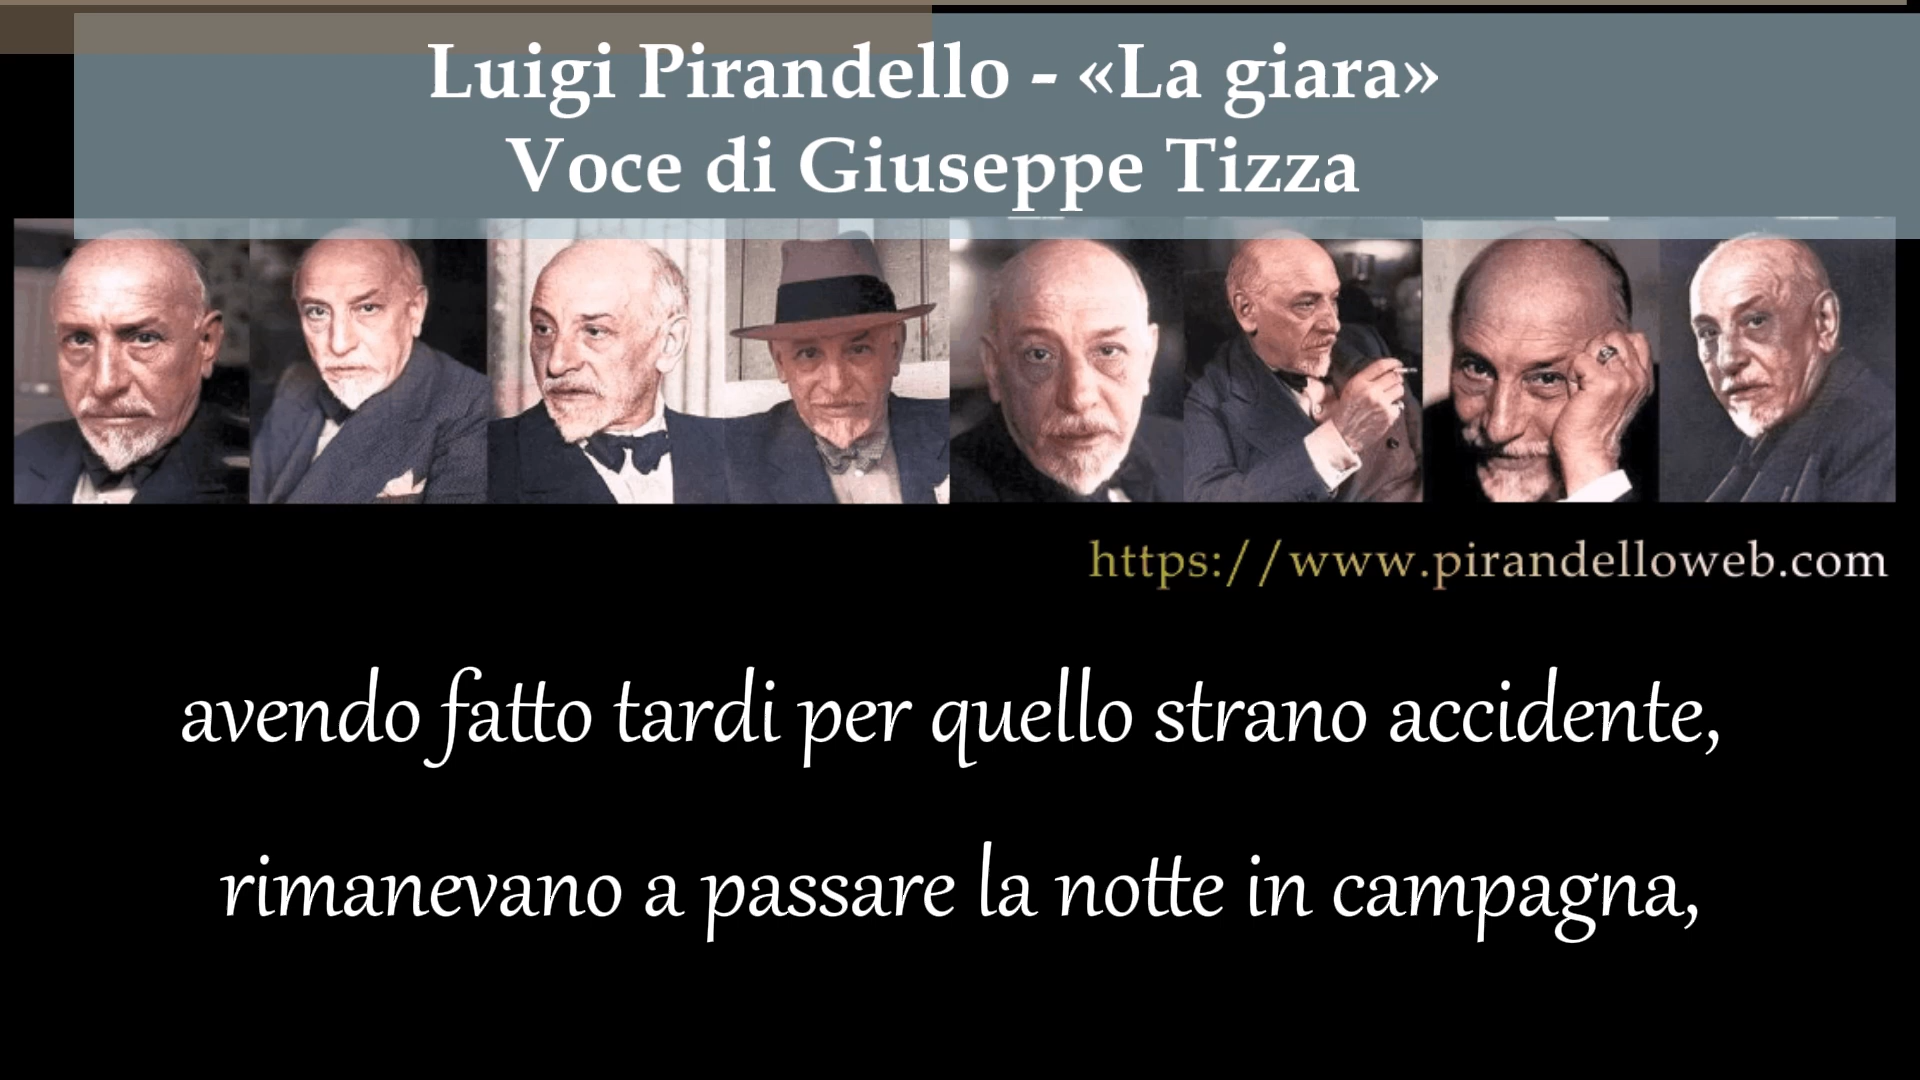 Luigi Pirandello - «La giara»
Voce di Giuseppe Tizza
https://www.pirandelloweb.com
avendo fatto tardi per quello strano accidente,
rimanevano a passare la notte in campagna,